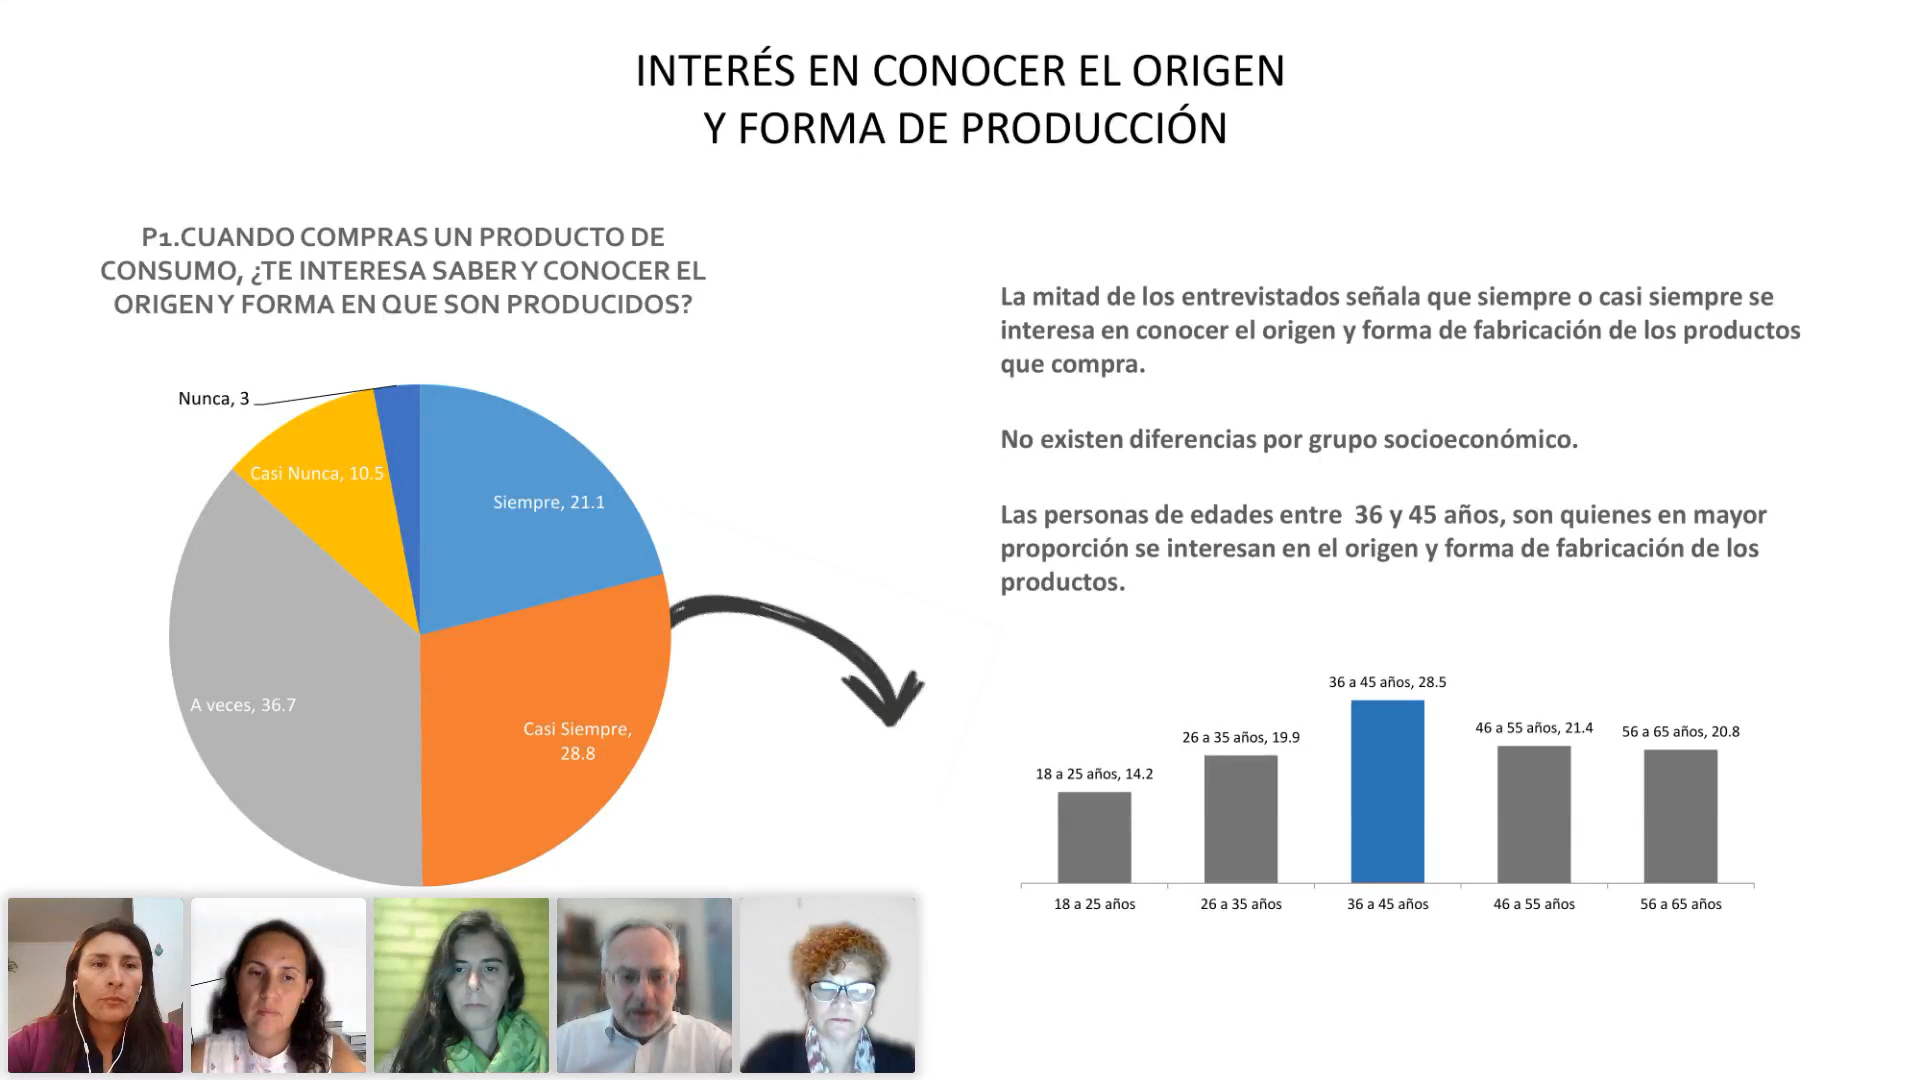 INTERÉS EN CONOCER EL ORIGEN
Y FORMA DE PRODUCCIÓN
P1.CUANDO COMPRAS UN PRODUCTO DE
CONSUMO, ¿TE INTERESA SABER Y CONOCER EL
ORIGEN Y FORMA EN QUE SON PRODUCIDOS?
Nunca, 3
Casi Nunca, 10.5
Siempre, 21.1
A veces, 36.7
Casi Siempre,
28.8
La mitad de los entrevistados señala que siempre o casi siempre se
interesa en conocer el origen y forma de fabricación de los productos
que compra.
No existen diferencias por grupo socioeconómico.
Las personas de edades entre 36 y 45 años, son quienes en mayor
proporción se interesan en el origen y forma de fabricación de los
productos.
18 a 25 años, 14.2
26 a 35 años, 19.9
36 a 45 años, 28.5
46 a 55 años, 21.4
56 a 65 años, 20.8
18 a 25 años
26 a 35 años
36 a 45 años
46 a 55 años
56 a 65 años